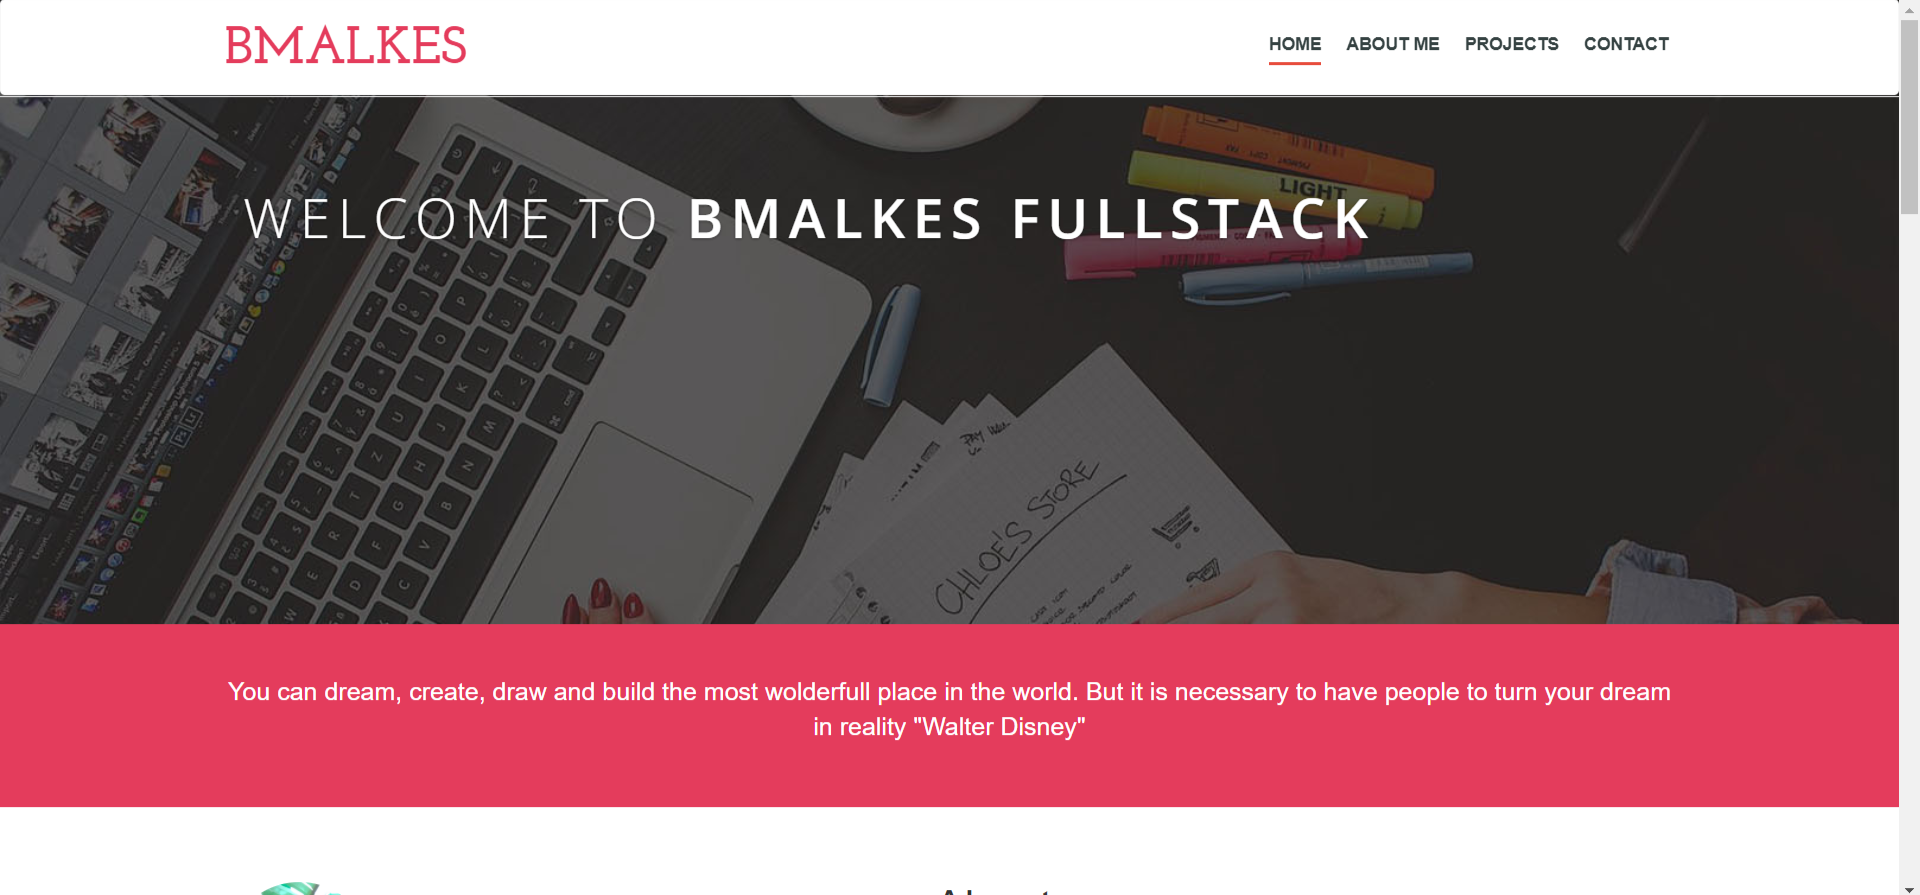 BMALKES
HOME ABOUT ME PROJECTS CONTACT
LIGHT
WELCOME TO BMALKES FULLSTACK
PAY
CHLOE'S STORE
You can dream, create, draw and build the most wolderfull place in the world. But it is necessary to have people to turn your dream
in reality "Walter Disney"